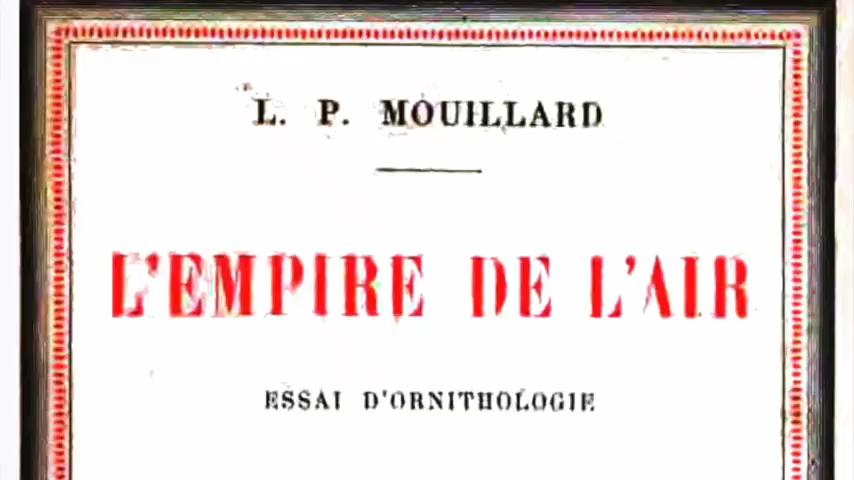 L. P. MOUILLARD
L'EMPIRE DE L'AIR
ESSAI D'ORNITHOLOGIE